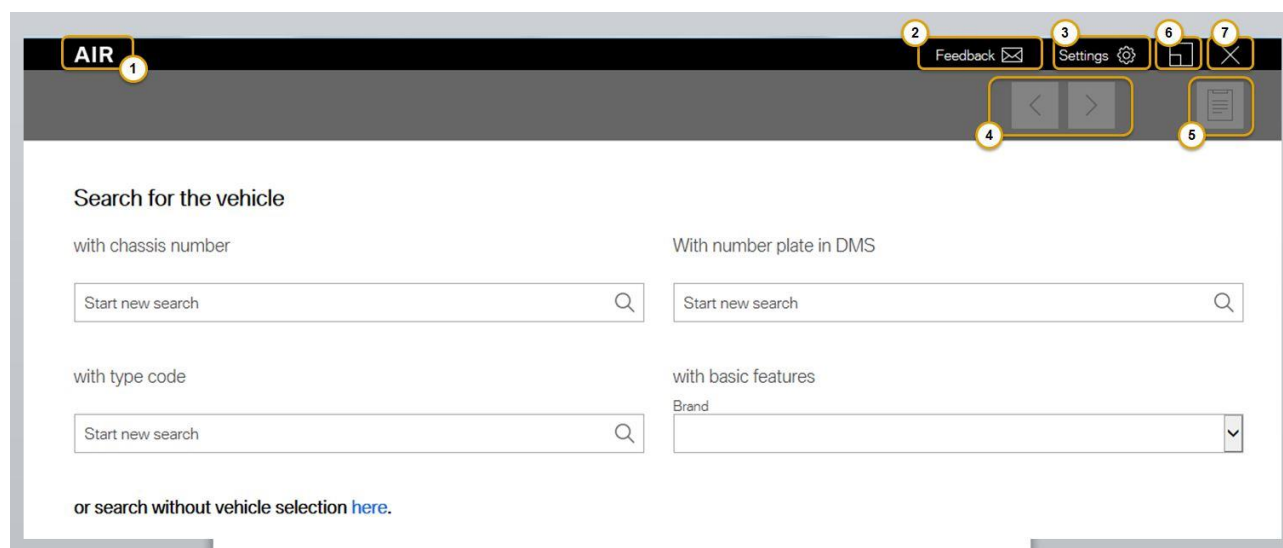 AIR
1
2
Feedback
3
Settings
6
7
4
5
Search for the vehicle
with chassis number
With number plate in DMS
Start new search
Start new search
with type code
with basic features
Brand
Start new search
or search without vehicle selection here.